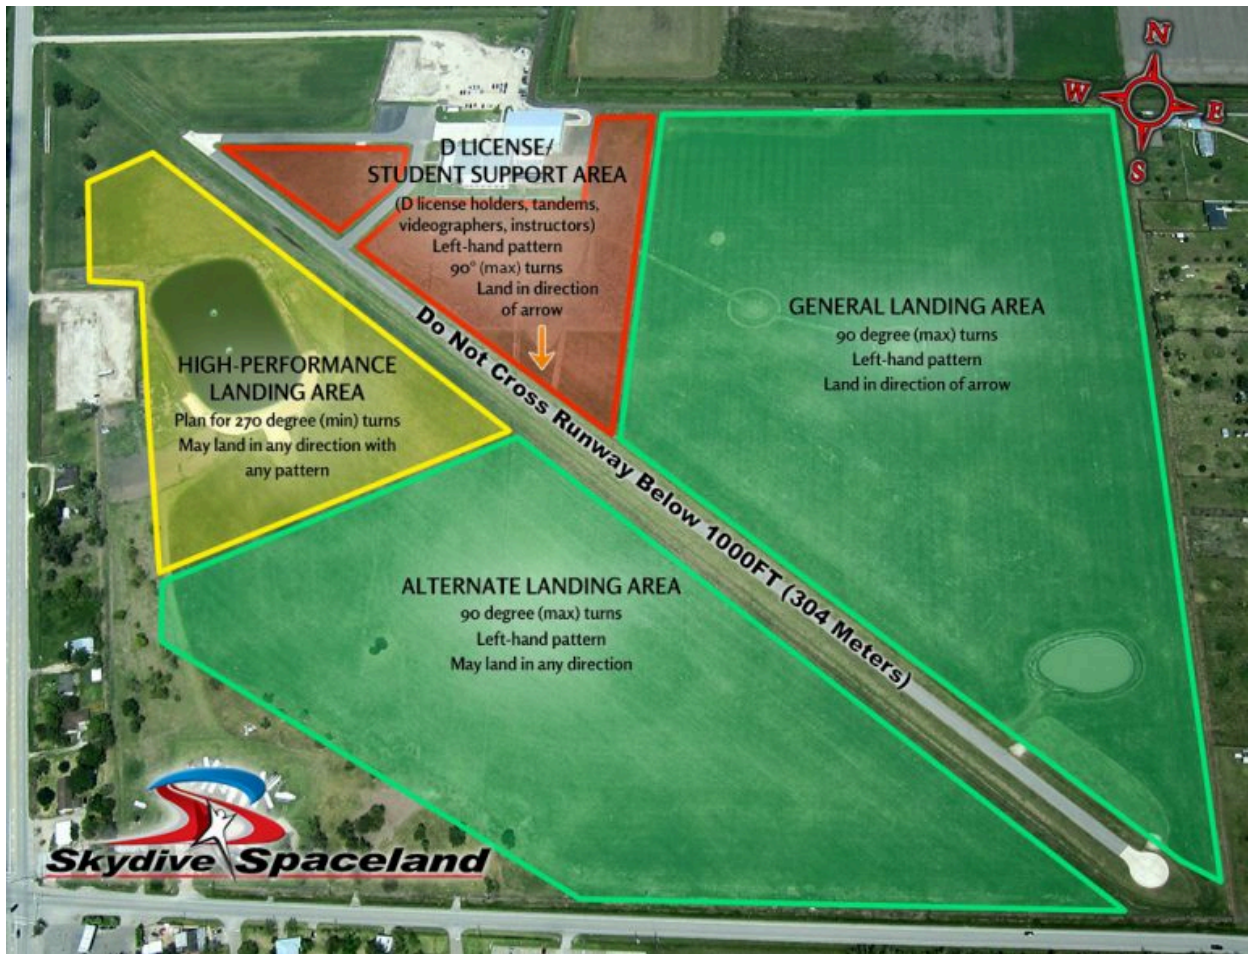 N
W
E
S
D LICENSE/
STUDENT SUPPORT AREA
(D license holders, tandems,
videographers, instructors)
Left-hand pattern
90° (max) turns
Land in direction
of arrow
GENERAL LANDING AREA
90 degree (max) turns
Left-hand pattern
Land in direction of arrow
HIGH-PERFORMANCE
LANDING AREA
Plan for 270 degree (min) turns
May land in any direction with
any pattern
Do Not Cross Runway Below 1000FT (304 Meters)
ALTERNATE LANDING AREA
90 degree (max) turns
Left-hand pattern
May land in any direction
Skydive Spaceland